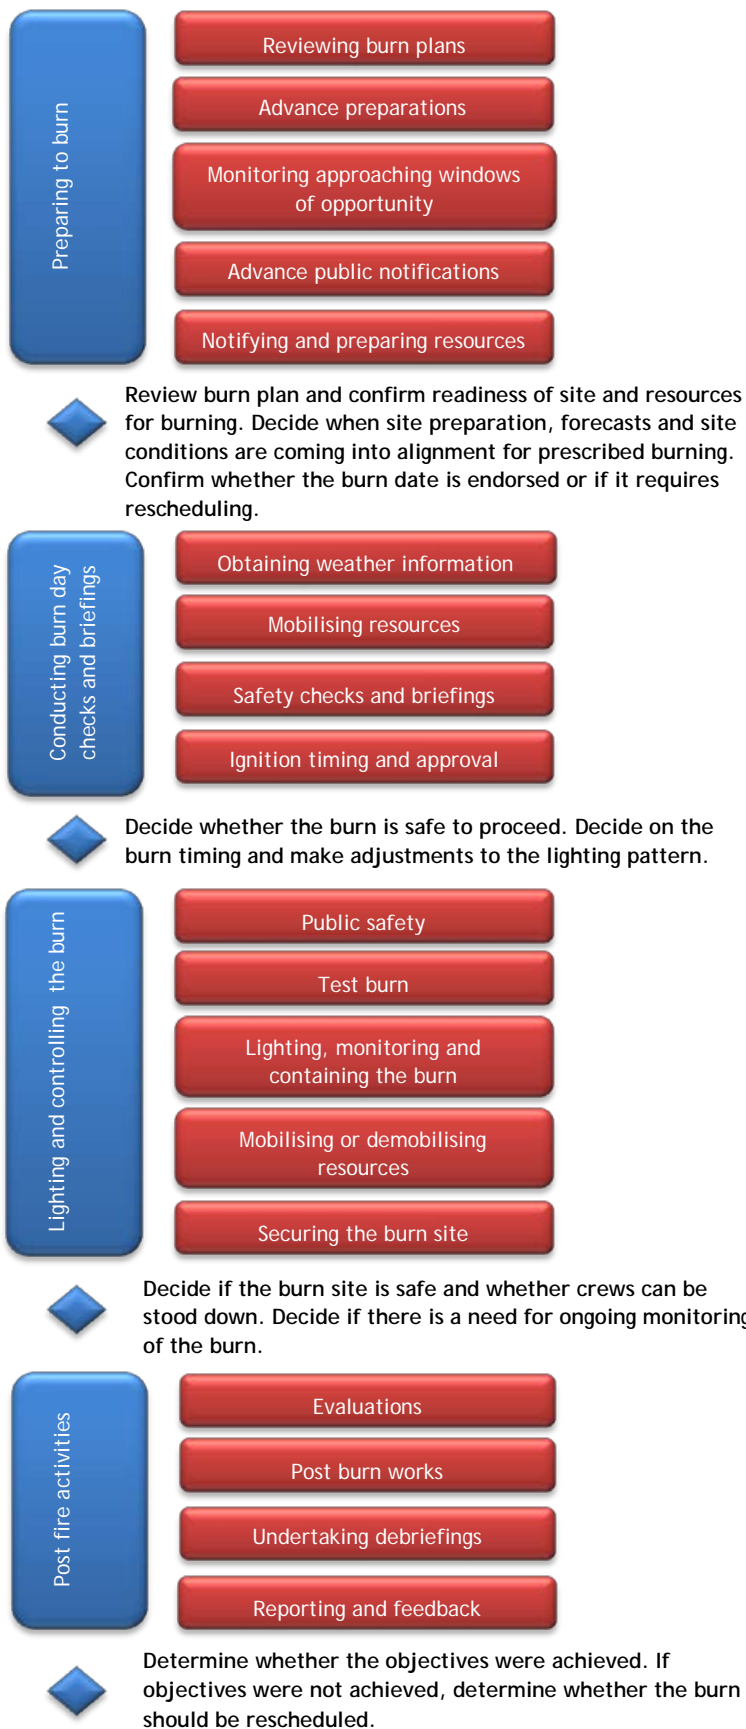 Preparing to burn
Reviewing burn plans
Advance preparations
Monitoring approaching windows
of opportunity
Advance public notifications
Notifying and preparing resources
Review burn plan and confirm readiness of site and resources
for burning. Decide when site preparation, forecasts and site
conditions are coming into alignment for prescribed burning.
Confirm whether the burn date is endorsed or if it requires
rescheduling.
Conducting burn day
checks and briefings
Obtaining weather information
Mobilising resources
Safety checks and briefings
Ignition timing and approval
Decide whether the burn is safe to proceed. Decide on the
burn timing and make adjustments to the lighting pattern.
Lighting and controlling the burn
Public safety
Test burn
Lighting, monitoring and
containing the burn
Mobilising or demobilising
resources
Securing the burn site
Decide if the burn site is safe and whether crews can be
stood down. Decide if there is a need for ongoing monitoring
of the burn.
Post fire activities
Evaluations
Post burn works
Undertaking debriefings
Reporting and feedback
Determine whether the objectives were achieved. If
objectives were not achieved, determine whether the burn
should be rescheduled.